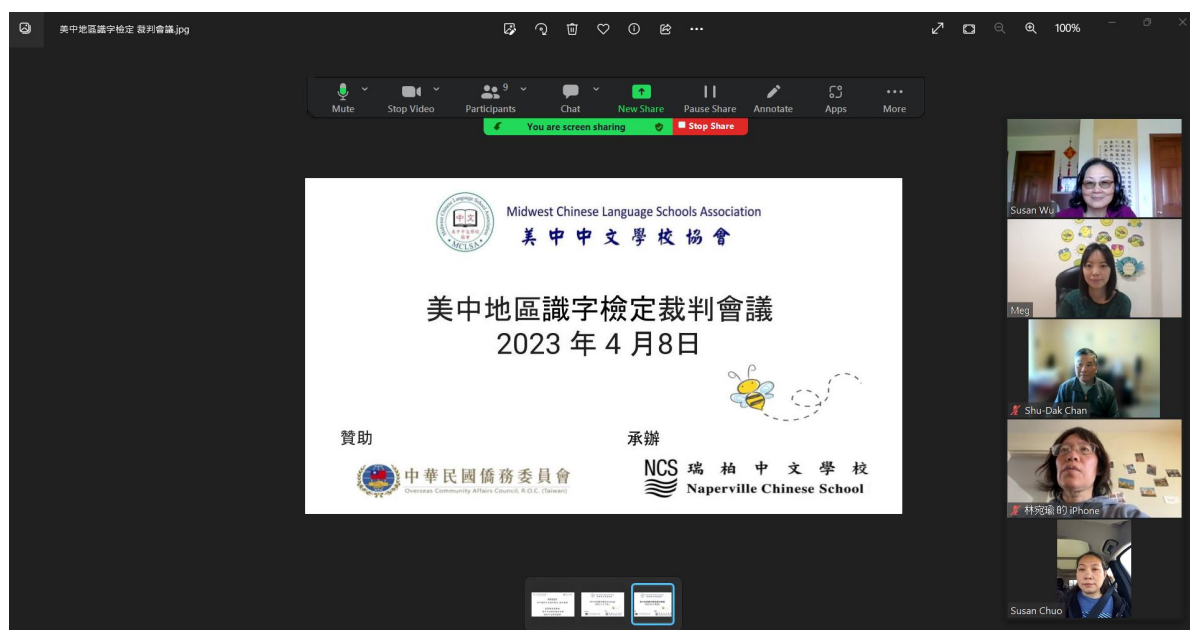 美中地區識字檢定 裁判會議.jpg
100%
9
Mute
Stop Video
Participants
Chat
New Share
Pause Share
Annotate
Apps
More
You are screen sharing
Stop Share
Midwest Chinese Language Schools Association
美中中文學校協會
中文
MCLSA
美中地區識字檢定裁判會議
2023 年 4 月8日
贊助
承辦
中華民國僑務委員會
Overseas Community Affairs Council, R.O.C. (Taiwan)
NCS 瑞柏中文學校
Naperville Chinese School
Susan Wu
Meg
Shu-Dak Chan
林宛瑜 的 iPhone
Susan Chuo